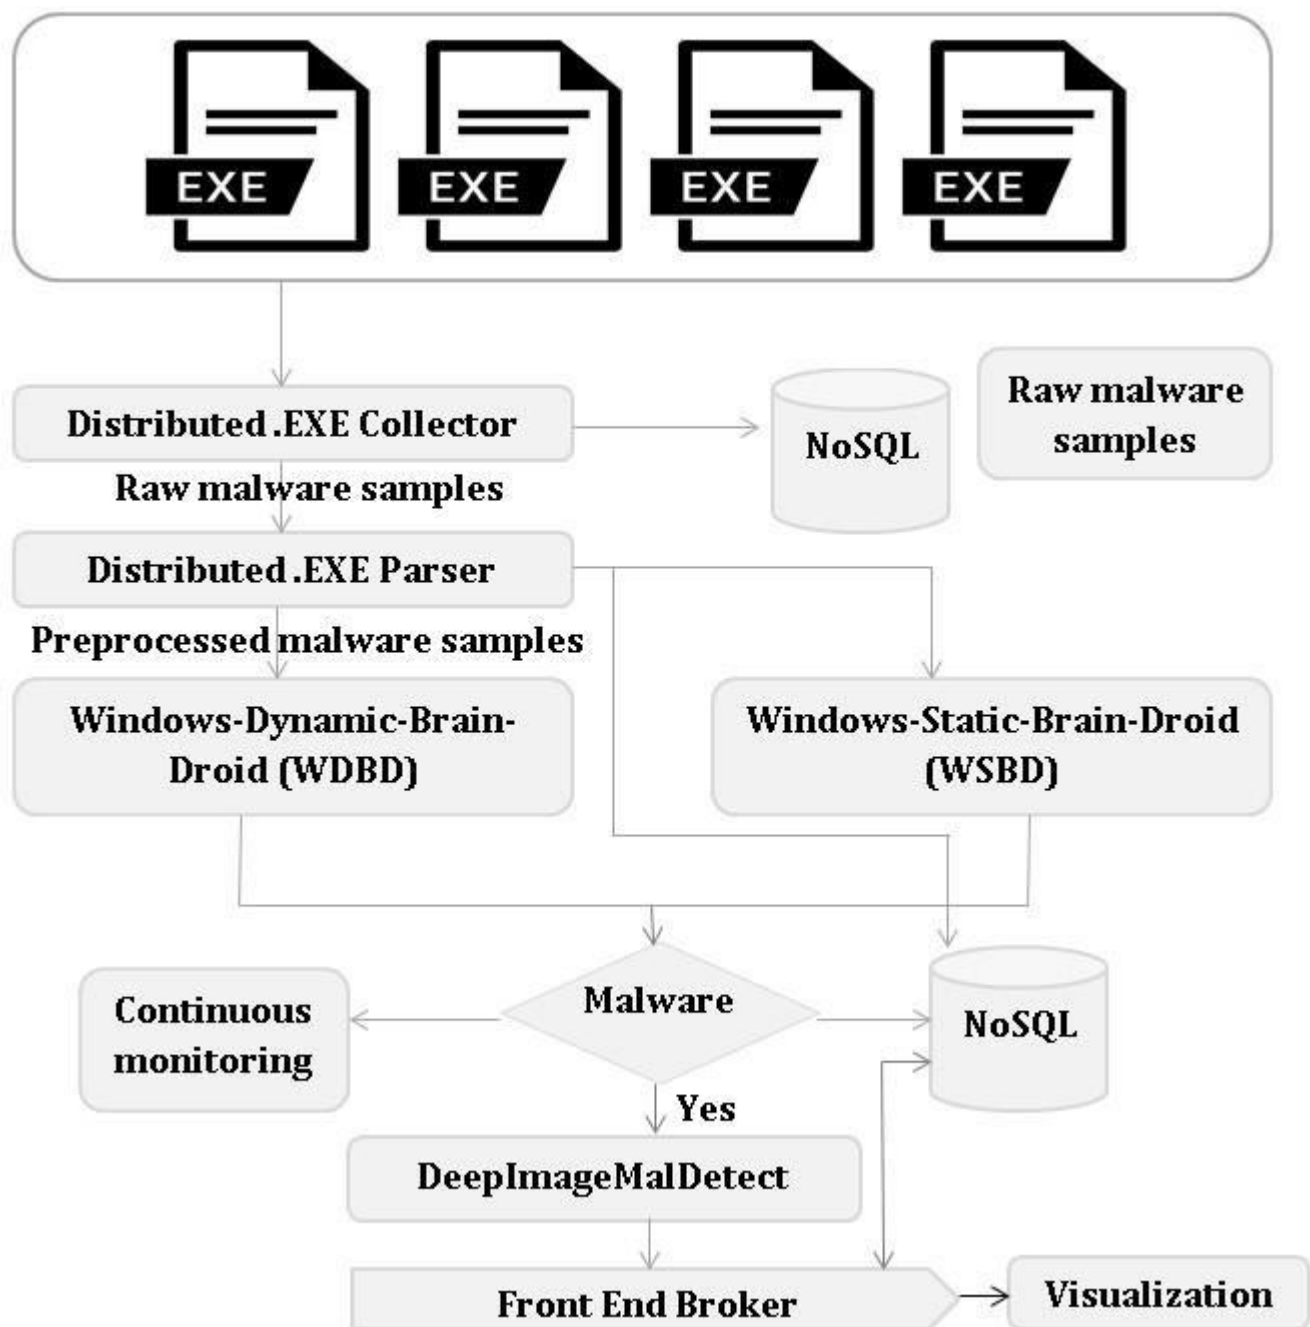 EXE
EXE
EXE
EXE
Distributed .EXE Collector
NoSQL
Raw malware
samples
Raw malware samples
Distributed .EXE Parser
Preprocessed malware samples
Windows-Dynamic-Brain-
Droid (WDBD)
Windows-Static-Brain-Droid
(WSBD)
Malware
Continuous
monitoring
NoSQL
Yes
DeepImageMalDetect
Front End Broker
Visualization